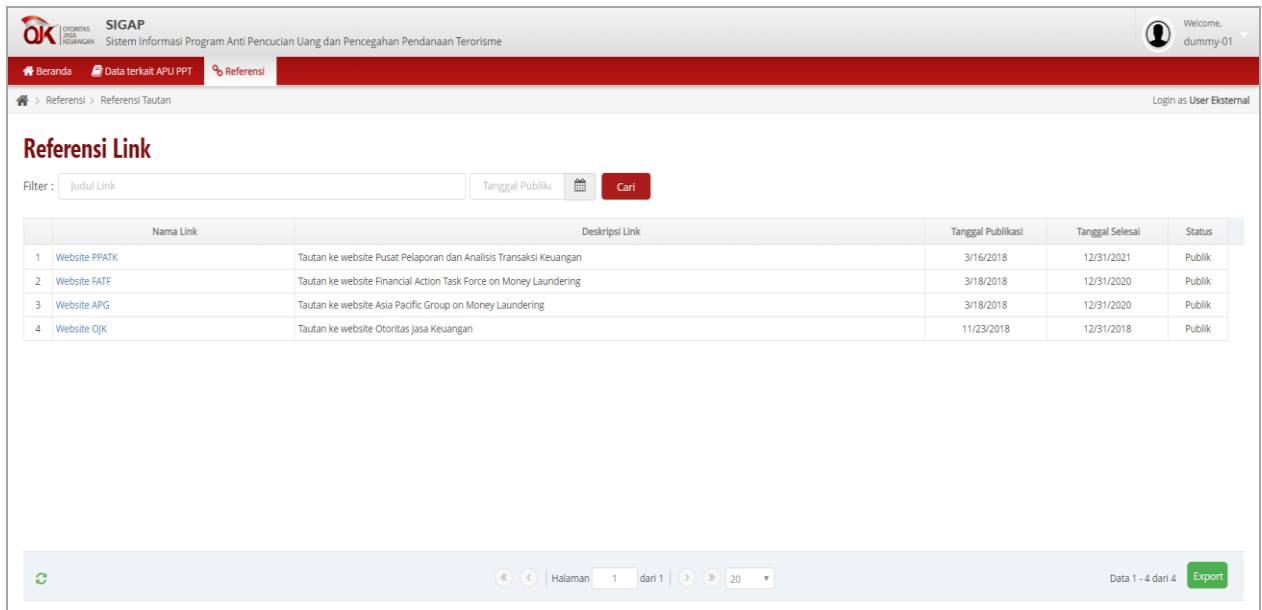 OJK OTORITAS JASA KEUANGAN
SIGAP
Sistem Informasi Program Anti Pencucian Uang dan Pencegahan Pendanaan Terorisme
Welcome,
dummy-01
Beranda Data terkait APU PPT Referensi
> Referensi > Referensi Tautan Login as User Eksternal
Referensi Link
Filter : Judul Link Tanggal Publika Cari
Nama Link Deskripsi Link Tanggal Publikasi Tanggal Selesai Status
1 Website PPATK Tautan ke website Pusat Pelaporan dan Analisis Transaksi Keuangan 3/16/2018 12/31/2021 Publik
2 Website FATF Tautan ke website Financial Action Task Force on Money Laundering 3/18/2018 12/31/2020 Publik
3 Website APG Tautan ke website Asia Pacific Group on Money Laundering 3/18/2018 12/31/2020 Publik
4 Website OJK Tautan ke website Otoritas Jasa Keuangan 11/23/2018 12/31/2018 Publik
Halaman 1 dari 1 20 Data 1 - 4 dari 4 Export